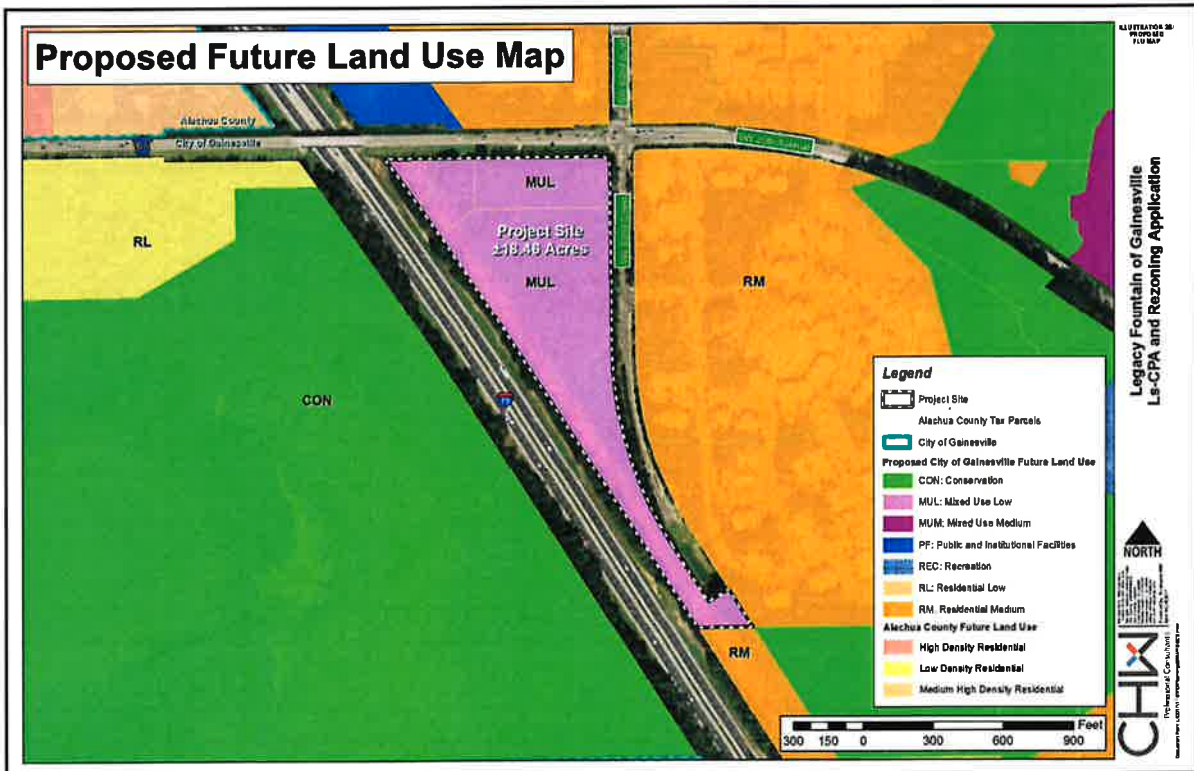 Proposed Future Land Use Map
ILLUSTRATION 2B:
PROPOSED
FLU MAP
Alachua County
City of Gainesville
MUL
Project Site
±18.46 Acres
MUL
RL
RM
CON
RM
Legend
Project Site
Alachua County Tax Parcels
City of Gainesville
Proposed City of Gainesville Future Land Use
CON: Conservation
MUL: Mixed Use Low
MUM: Mixed Use Medium
PF: Public and Institutional Facilities
REC: Recreation
RL: Residential Low
RM: Residential Medium
Alachua County Future Land Use
High Density Residential
Low Density Residential
Medium High Density Residential
Feet
300 150 0 300 600 900
Legacy Fountain of Gainesville
Ls-CPA and Rezoning Application
NORTH
CHW
Professional Consultants